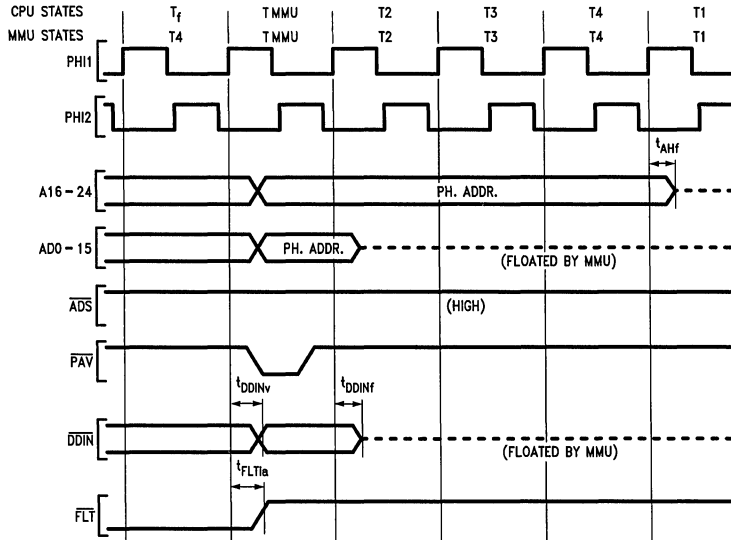 CPU STATES Tf TMMU T2 T3 T4 T1
MMU STATES T4 TMMU T2 T3 T4 T1
PHI1
PHI2
tAHf
A16-24 PH. ADDR.
AD0-15 PH. ADDR. (FLOATED BY MMU)
ADS (HIGH)
PAV
tDDINv tDDINf
DDIN (FLOATED BY MMU)
tFLTia
FLT